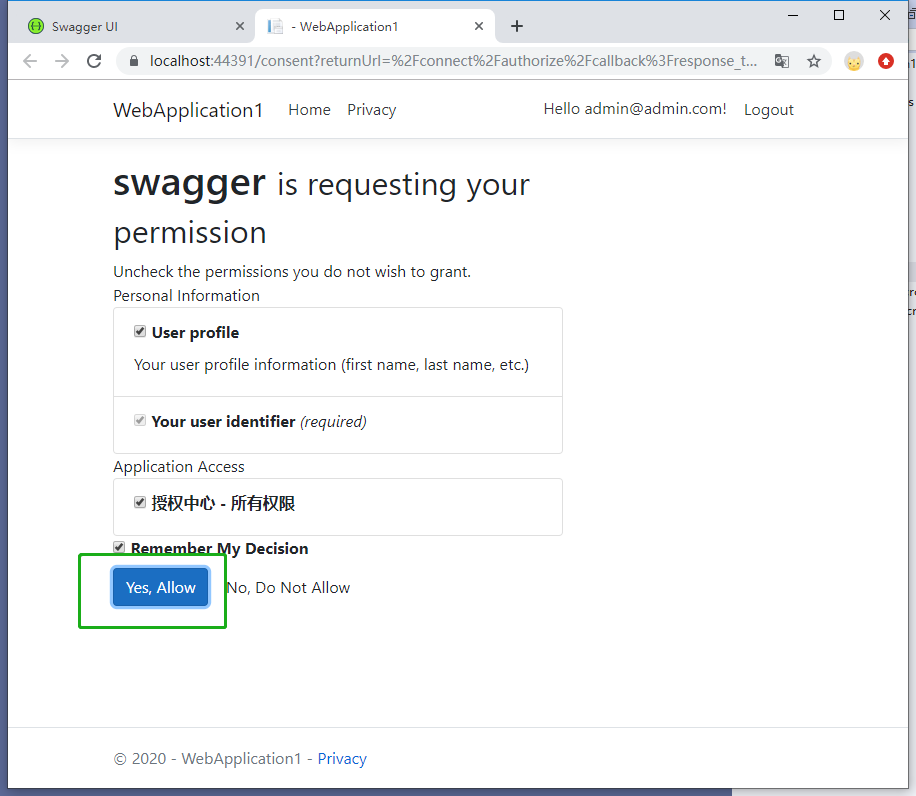 Swagger UI
- WebApplication1
localhost:44391/consent?returnUrl=%2Fconnect%2Fauthorize%2Fcallback%3Fresponse_t...
WebApplication1 Home Privacy Hello admin@admin.com! Logout
swagger is requesting your
permission
Uncheck the permissions you do not wish to grant.
Personal Information
User profile
Your user profile information (first name, last name, etc.)
Your user identifier (required)
Application Access
授权中心 - 所有权限
Remember My Decision
Yes, Allow No, Do Not Allow
© 2020 - WebApplication1 - Privacy